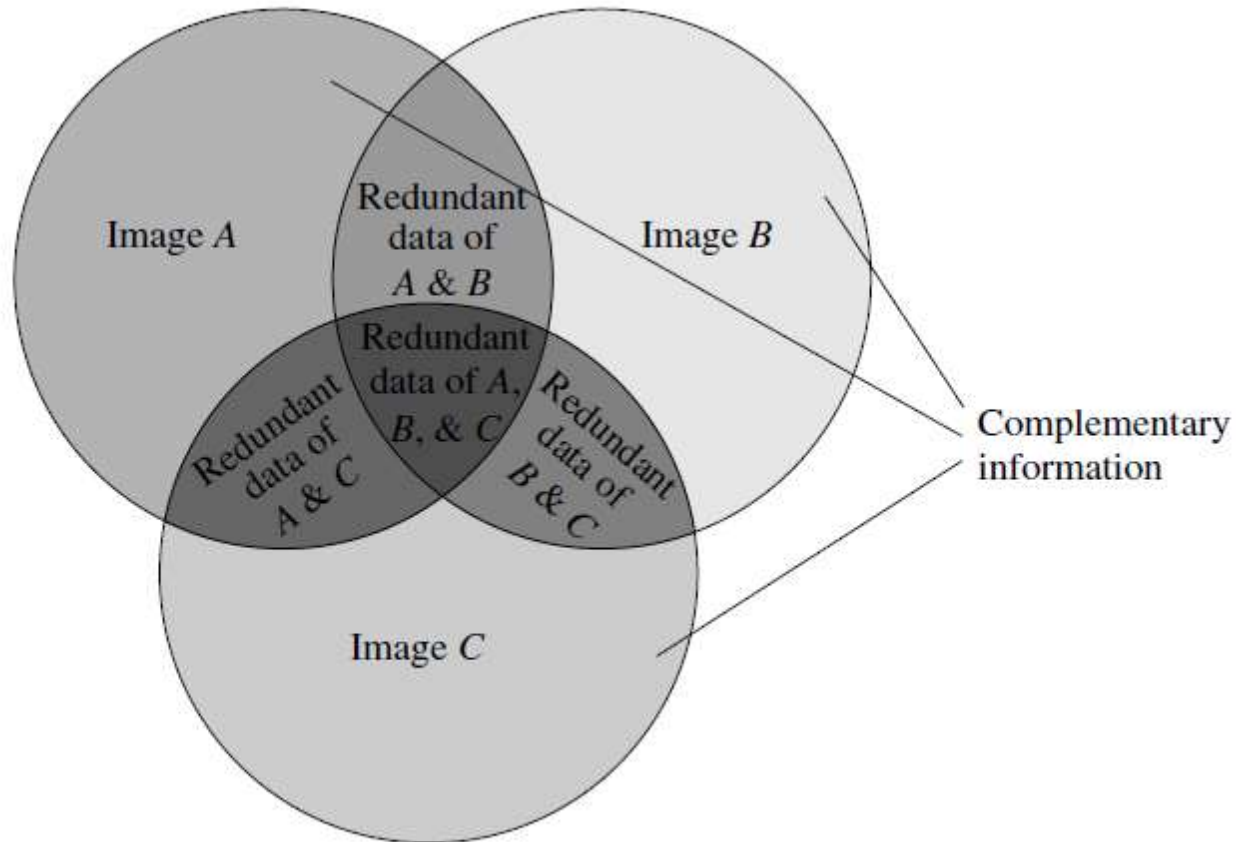 Image A
Redundant
data of
A & B
Image B
Redundant
data of A,
B, & C
Redundant
data of
A & C
Redundant
data of
B & C
Complementary
information
Image C